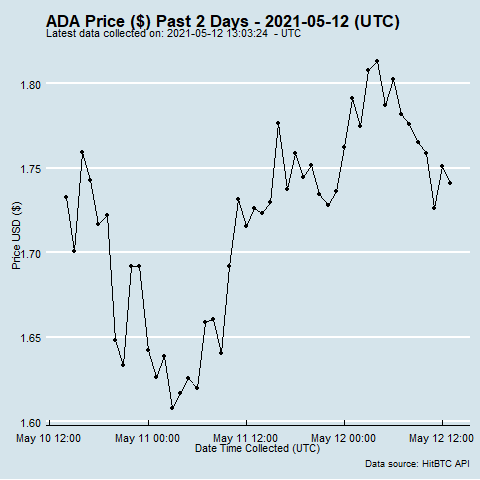 ADA Price ($) Past 2 Days - 2021-05-12 (UTC)
Latest data collected on: 2021-05-12 13:03:24 - UTC
1.80
1.75
1.70
1.65
1.60
Price USD ($)
May 10 12:00 May 11 00:00 May 11 12:00 May 12 00:00 May 12 12:00
Date Time Collected (UTC)
Data source: HitBTC API